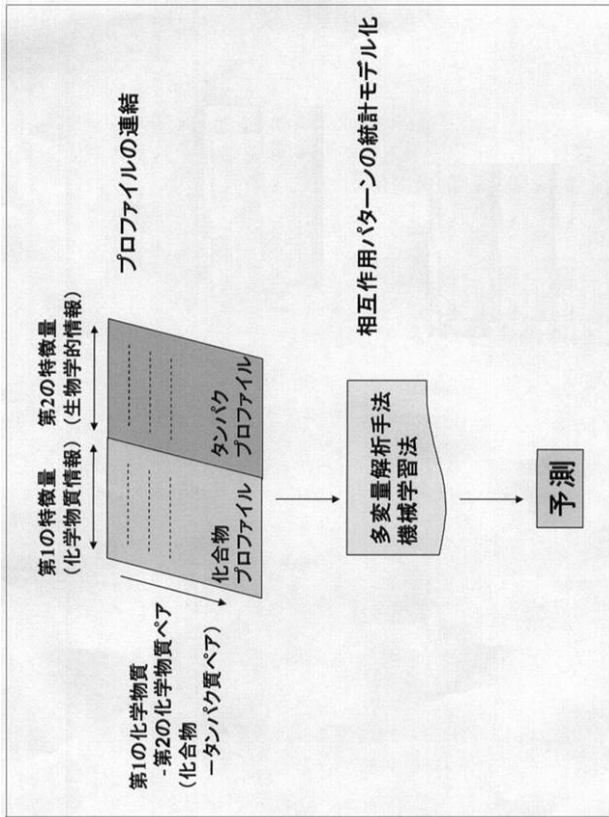 第1の特徴量
(化学物質情報)
第2の特徴量
(生物学的情報)
プロファイルの連結
第1の化学物質
-第2の化学物質ペア
(化合物
ータンパク質ペア)
化合物
プロファイル
タンパク
プロファイル
多変量解析手法
機械学習法
相互作用パターンの統計モデル化
予測